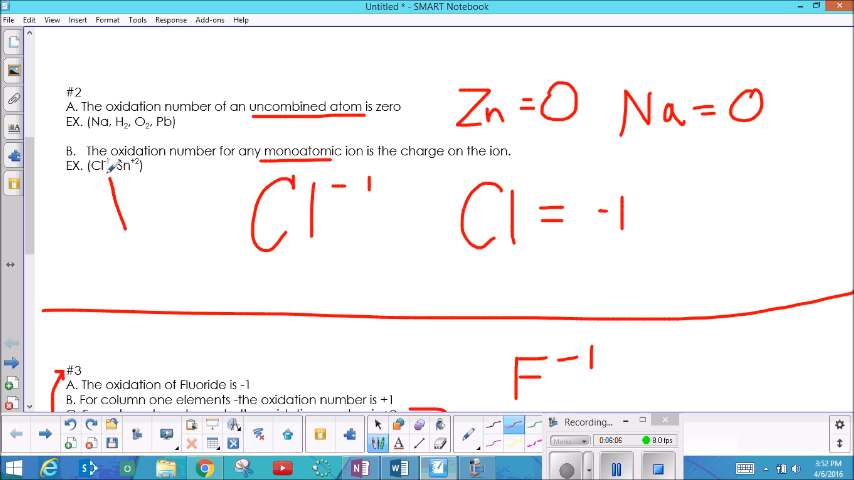 Untitled * - SMART Notebook
File Edit View Insert Format Tools Response Add-ons Help
#2
A. The oxidation number of an uncombined atom is zero
EX. (Na, H₂, O₂, Pb)
Zn = 0 Na = 0
B. The oxidation number for any monoatomic ion is the charge on the ion.
EX. (Cl⁻¹ Sn⁺²)
Cl⁻¹ Cl = -1
F⁻¹
#3
A. The oxidation of Fluoride is -1
B. For column one elements -the oxidation number is +1
Recording...
Menu
0:06:06
8.0 fps
3:52 PM
4/6/2016